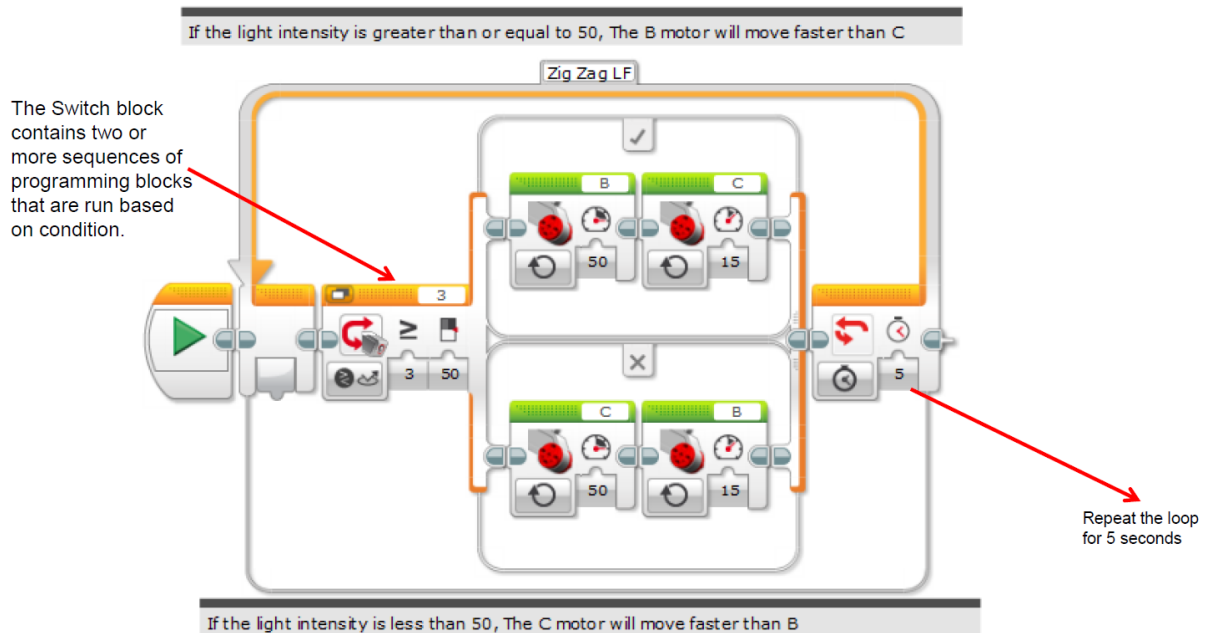 If the light intensity is greater than or equal to 50, The B motor will move faster than C
Zig Zag LF
The Switch block
contains two or
more sequences of
programming blocks
that are run based
on condition.
B
C
50
15
3
≥
3
50
5
C
B
50
15
Repeat the loop
for 5 seconds
If the light intensity is less than 50, The C motor will move faster than B